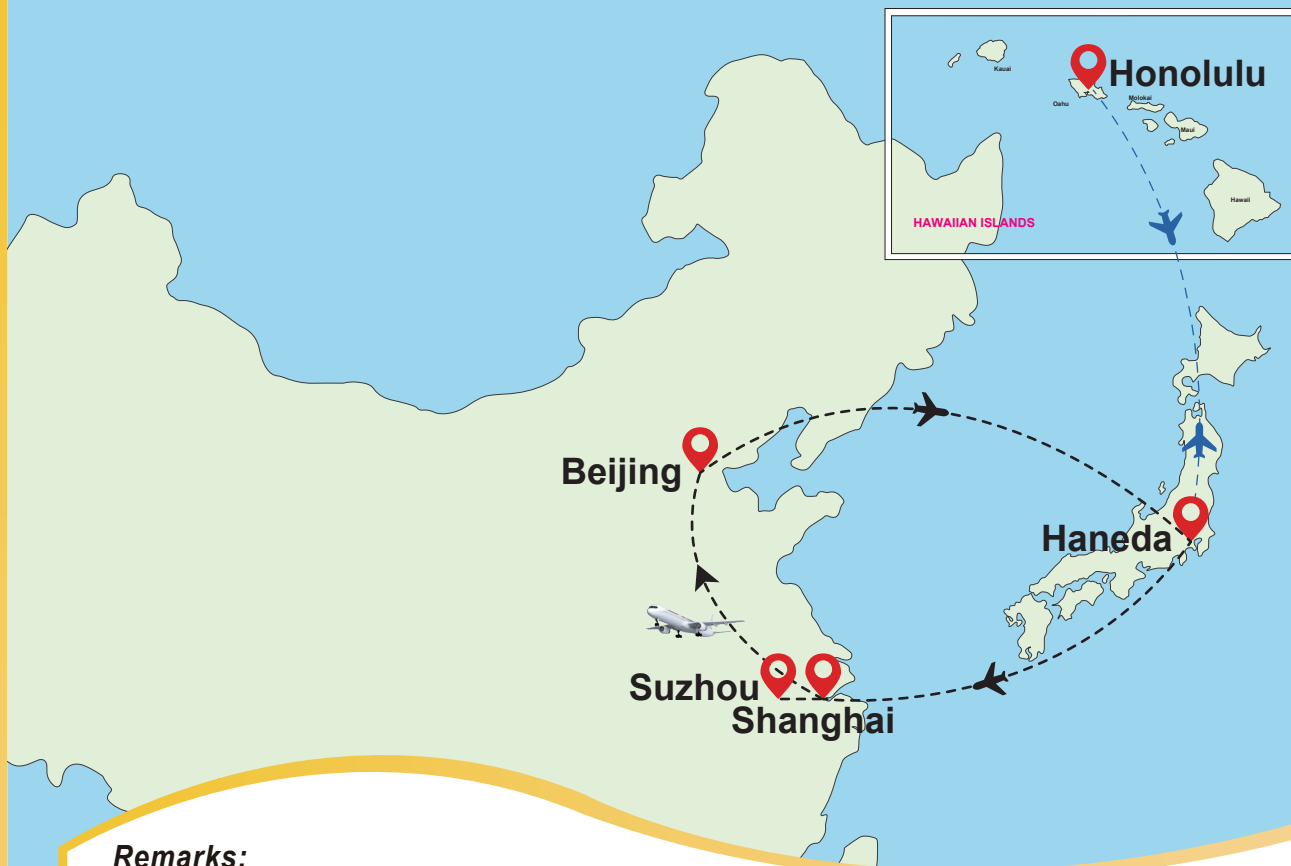 Honolulu
Kauai
Oahu
Molokai
Maui
Hawaii
HAWAIIAN ISLANDS
Beijing
Haneda
Suzhou
Shanghai
Remarks: